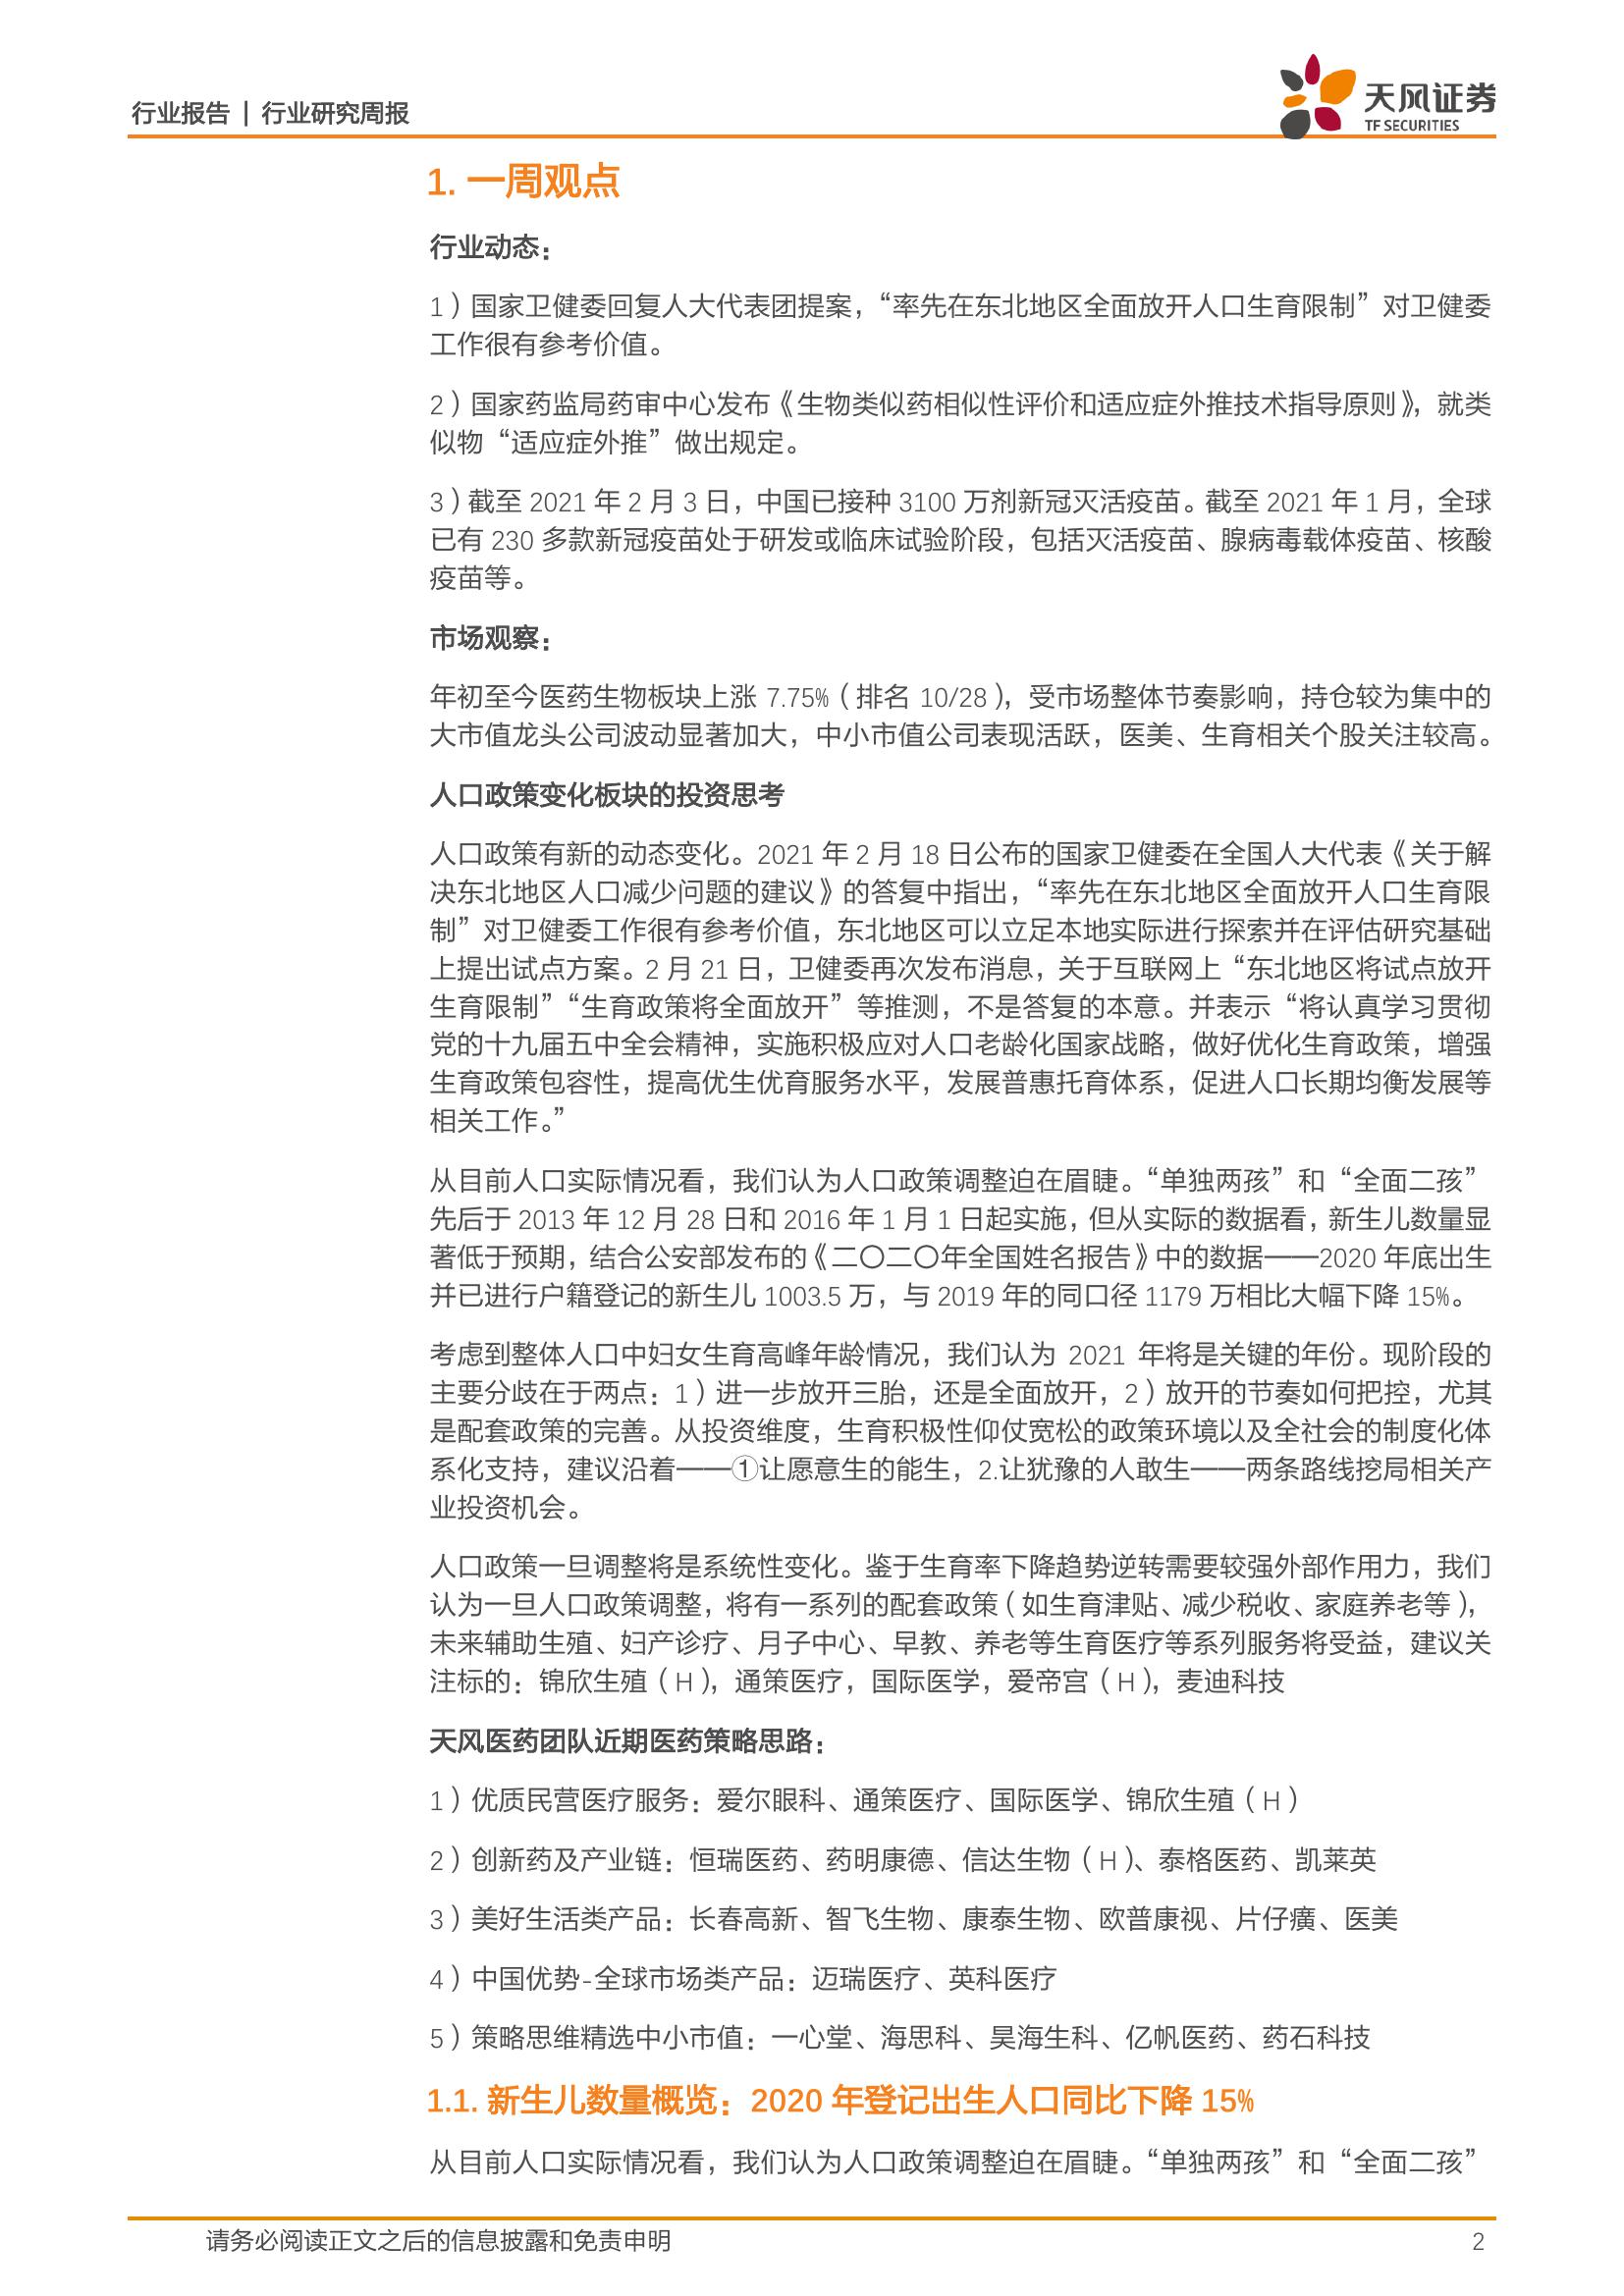 行业报告 | 行业研究周报
天风证券
TF SECURITIES
1. 一周观点
行业动态：
1）国家卫健委回复人大代表团提案，“率先在东北地区全面放开人口生育限制”对卫健委
工作很有参考价值。
2）国家药监局药审中心发布《生物类似药相似性评价和适应症外推技术指导原则》，就类
似物“适应症外推”做出规定。
3）截至 2021 年 2 月 3 日，中国已接种 3100 万剂新冠灭活疫苗。截至 2021 年 1 月，全球
已有 230 多款新冠疫苗处于研发或临床试验阶段，包括灭活疫苗、腺病毒载体疫苗、核酸
疫苗等。
市场观察：
年初至今医药生物板块上涨 7.75%（排名 10/28），受市场整体节奏影响，持仓较为集中的
大市值龙头公司波动显著加大，中小市值公司表现活跃，医美、生育相关个股关注较高。
人口政策变化板块的投资思考
人口政策有新的动态变化。2021 年 2 月 18 日公布的国家卫健委在全国人大代表《关于解
决东北地区人口减少问题的建议》的答复中指出，“率先在东北地区全面放开人口生育限
制”对卫健委工作很有参考价值，东北地区可以立足本地实际进行探索并在评估研究基础
上提出试点方案。2 月 21 日，卫健委再次发布消息，关于互联网上“东北地区将试点放开
生育限制”“生育政策将全面放开”等推测，不是答复的本意。并表示“将认真学习贯彻
党的十九届五中全会精神，实施积极应对人口老龄化国家战略，做好优化生育政策，增强
生育政策包容性，提高优生优育服务水平，发展普惠托育体系，促进人口长期均衡发展等
相关工作。”
从目前人口实际情况看，我们认为人口政策调整迫在眉睫。“单独两孩”和“全面二孩”
先后于 2013 年 12 月 28 日和 2016 年 1 月 1 日起实施，但从实际的数据看，新生儿数量显
著低于预期，结合公安部发布的《二〇二〇年全国姓名报告》中的数据——2020 年底出生
并已进行户籍登记的新生儿 1003.5 万，与 2019 年的同口径 1179 万相比大幅下降 15%。
考虑到整体人口中妇女生育高峰年龄情况，我们认为 2021 年将是关键的年份。现阶段的
主要分歧在于两点：1）进一步放开三胎，还是全面放开，2）放开的节奏如何把控，尤其
是配套政策的完善。从投资维度，生育积极性仰仗宽松的政策环境以及全社会的制度化体
系化支持，建议沿着——①让愿意生的能生，2.让犹豫的人敢生——两条路线挖局相关产
业投资机会。
人口政策一旦调整将是系统性变化。鉴于生育率下降趋势逆转需要较强外部作用力，我们
认为一旦人口政策调整，将有一系列的配套政策（如生育津贴、减少税收、家庭养老等），
未来辅助生殖、妇产诊疗、月子中心、早教、养老等生育医疗等系列服务将受益，建议关
注标的：锦欣生殖（H），通策医疗，国际医学，爱帝宫（H），麦迪科技
天风医药团队近期医药策略思路：
1）优质民营医疗服务：爱尔眼科、通策医疗、国际医学、锦欣生殖（H）
2）创新药及产业链：恒瑞医药、药明康德、信达生物（H）、泰格医药、凯莱英
3）美好生活类产品：长春高新、智飞生物、康泰生物、欧普康视、片仔癀、医美
4）中国优势-全球市场类产品：迈瑞医疗、英科医疗
5）策略思维精选中小市值：一心堂、海思科、昊海生科、亿帆医药、药石科技
1.1. 新生儿数量概览：2020 年登记出生人口同比下降 15%
从目前人口实际情况看，我们认为人口政策调整迫在眉睫。“单独两孩”和“全面二孩”
请务必阅读正文之后的信息披露和免责申明
2